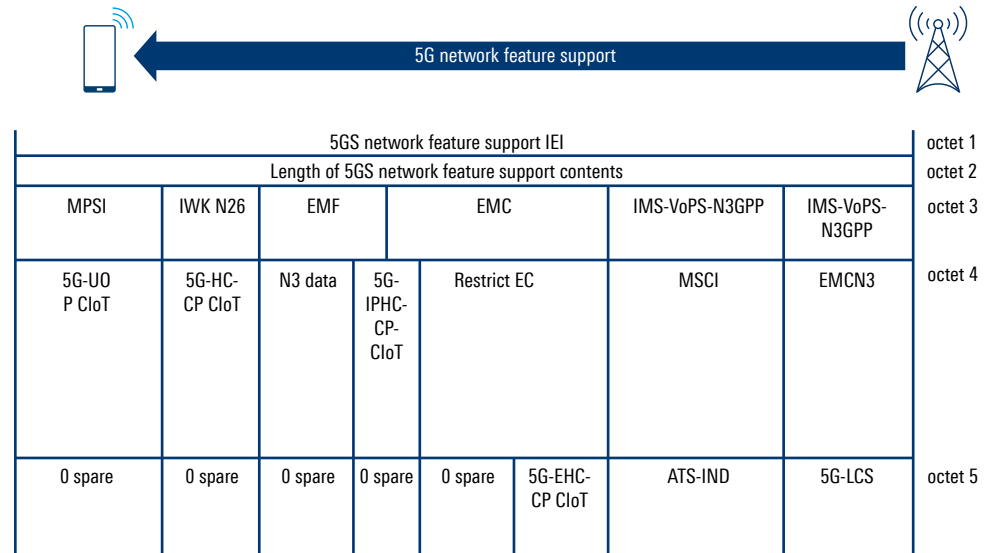 5G network feature support
5GS network feature support IEI
octet 1
Length of 5GS network feature support contents
octet 2
MPSI
IWK N26
EMF
EMC
IMS-VoPS-N3GPP
IMS-VoPS-
N3GPP
octet 3
5G-UO
P CIoT
5G-HC-
CP CIoT
N3 data
5G-
IPHC-
CP-
CIoT
Restrict EC
MSCI
EMCN3
octet 4
0 spare
0 spare
0 spare
0 spare
0 spare
5G-EHC-
CP CIoT
ATS-IND
5G-LCS
octet 5